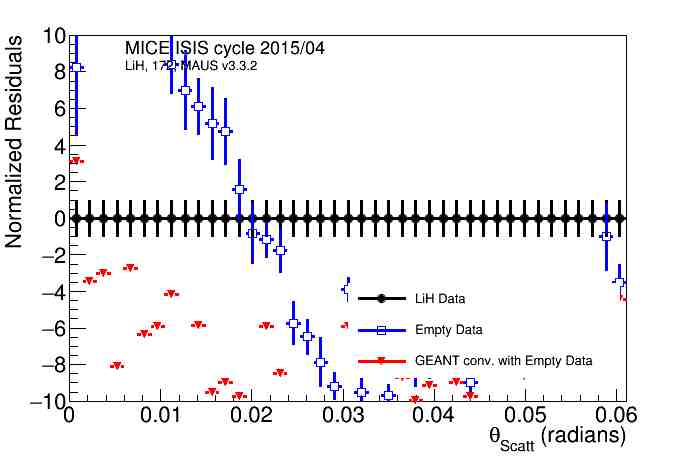 MICE ISIS cycle 2015/04
LiH, 172, MAUS v3.3.2
Normalized Residuals
10
8
6
4
2
0
−2
−4
−6
−8
−10
LiH Data
Empty Data
GEANT conv. with Empty Data
0 0.01 0.02 0.03 0.04 0.05 0.06
θScatt (radians)